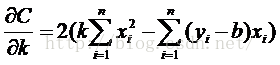 ∂C/∂k = 2(k∑_{i=1}^{n} x_i^2 − ∑_{i=1}^{n} (y_i − b)x_i)